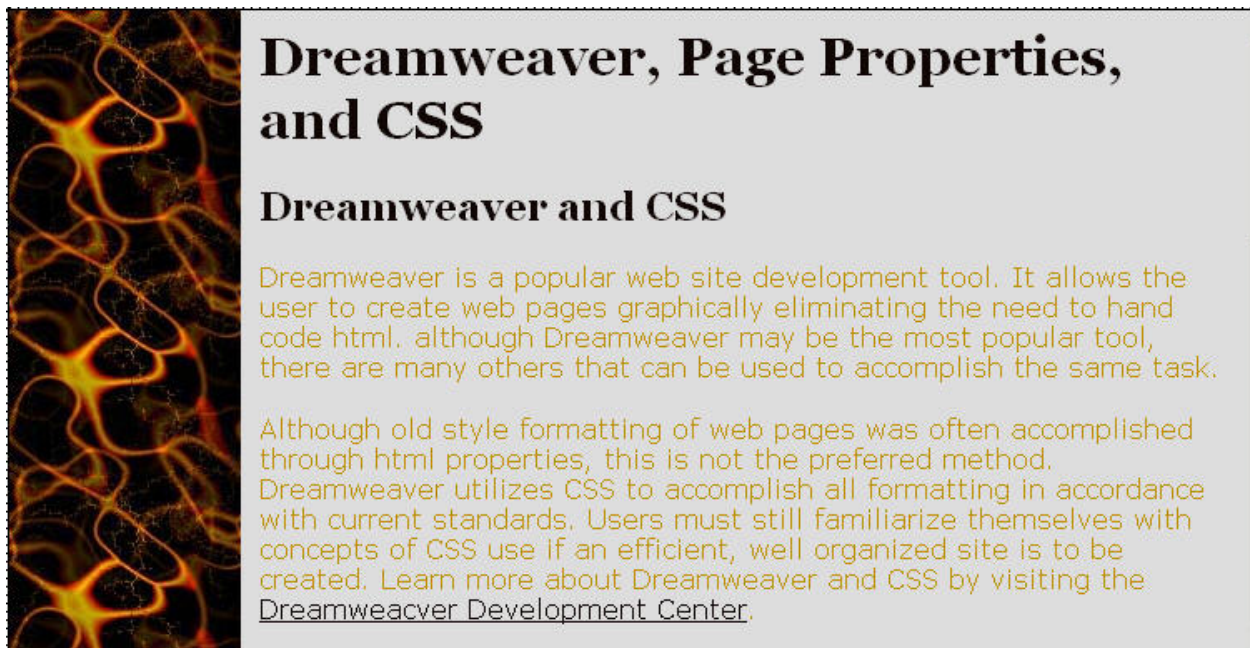 Dreamweaver, Page Properties,
and CSS
Dreamweaver and CSS
Dreamweaver is a popular web site development tool. It allows the
user to create web pages graphically eliminating the need to hand
code html. although Dreamweaver may be the most popular tool,
there are many others that can be used to accomplish the same task.
Although old style formatting of web pages was often accomplished
through html properties, this is not the preferred method.
Dreamweaver utilizes CSS to accomplish all formatting in accordance
with current standards. Users must still familiarize themselves with
concepts of CSS use if an efficient, well organized site is to be
created. Learn more about Dreamweaver and CSS by visiting the
Dreamweacver Development Center.